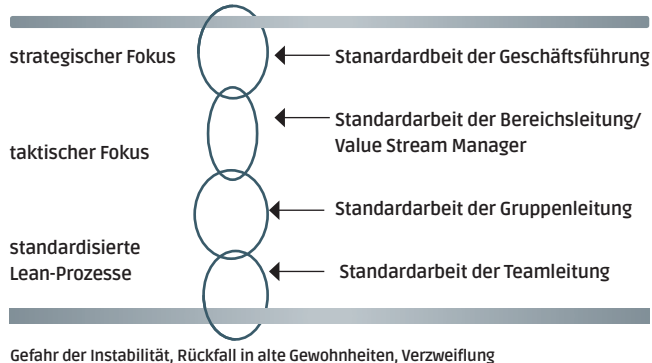 strategischer Fokus
Stanardardbeit der Geschäftsführung
Standardarbeit der Bereichsleitung/
Value Stream Manager
taktischer Fokus
Standardarbeit der Gruppenleitung
standardisierte
Lean-Prozesse
Standardarbeit der Teamleitung
Gefahr der Instabilität, Rückfall in alte Gewohnheiten, Verzweiflung